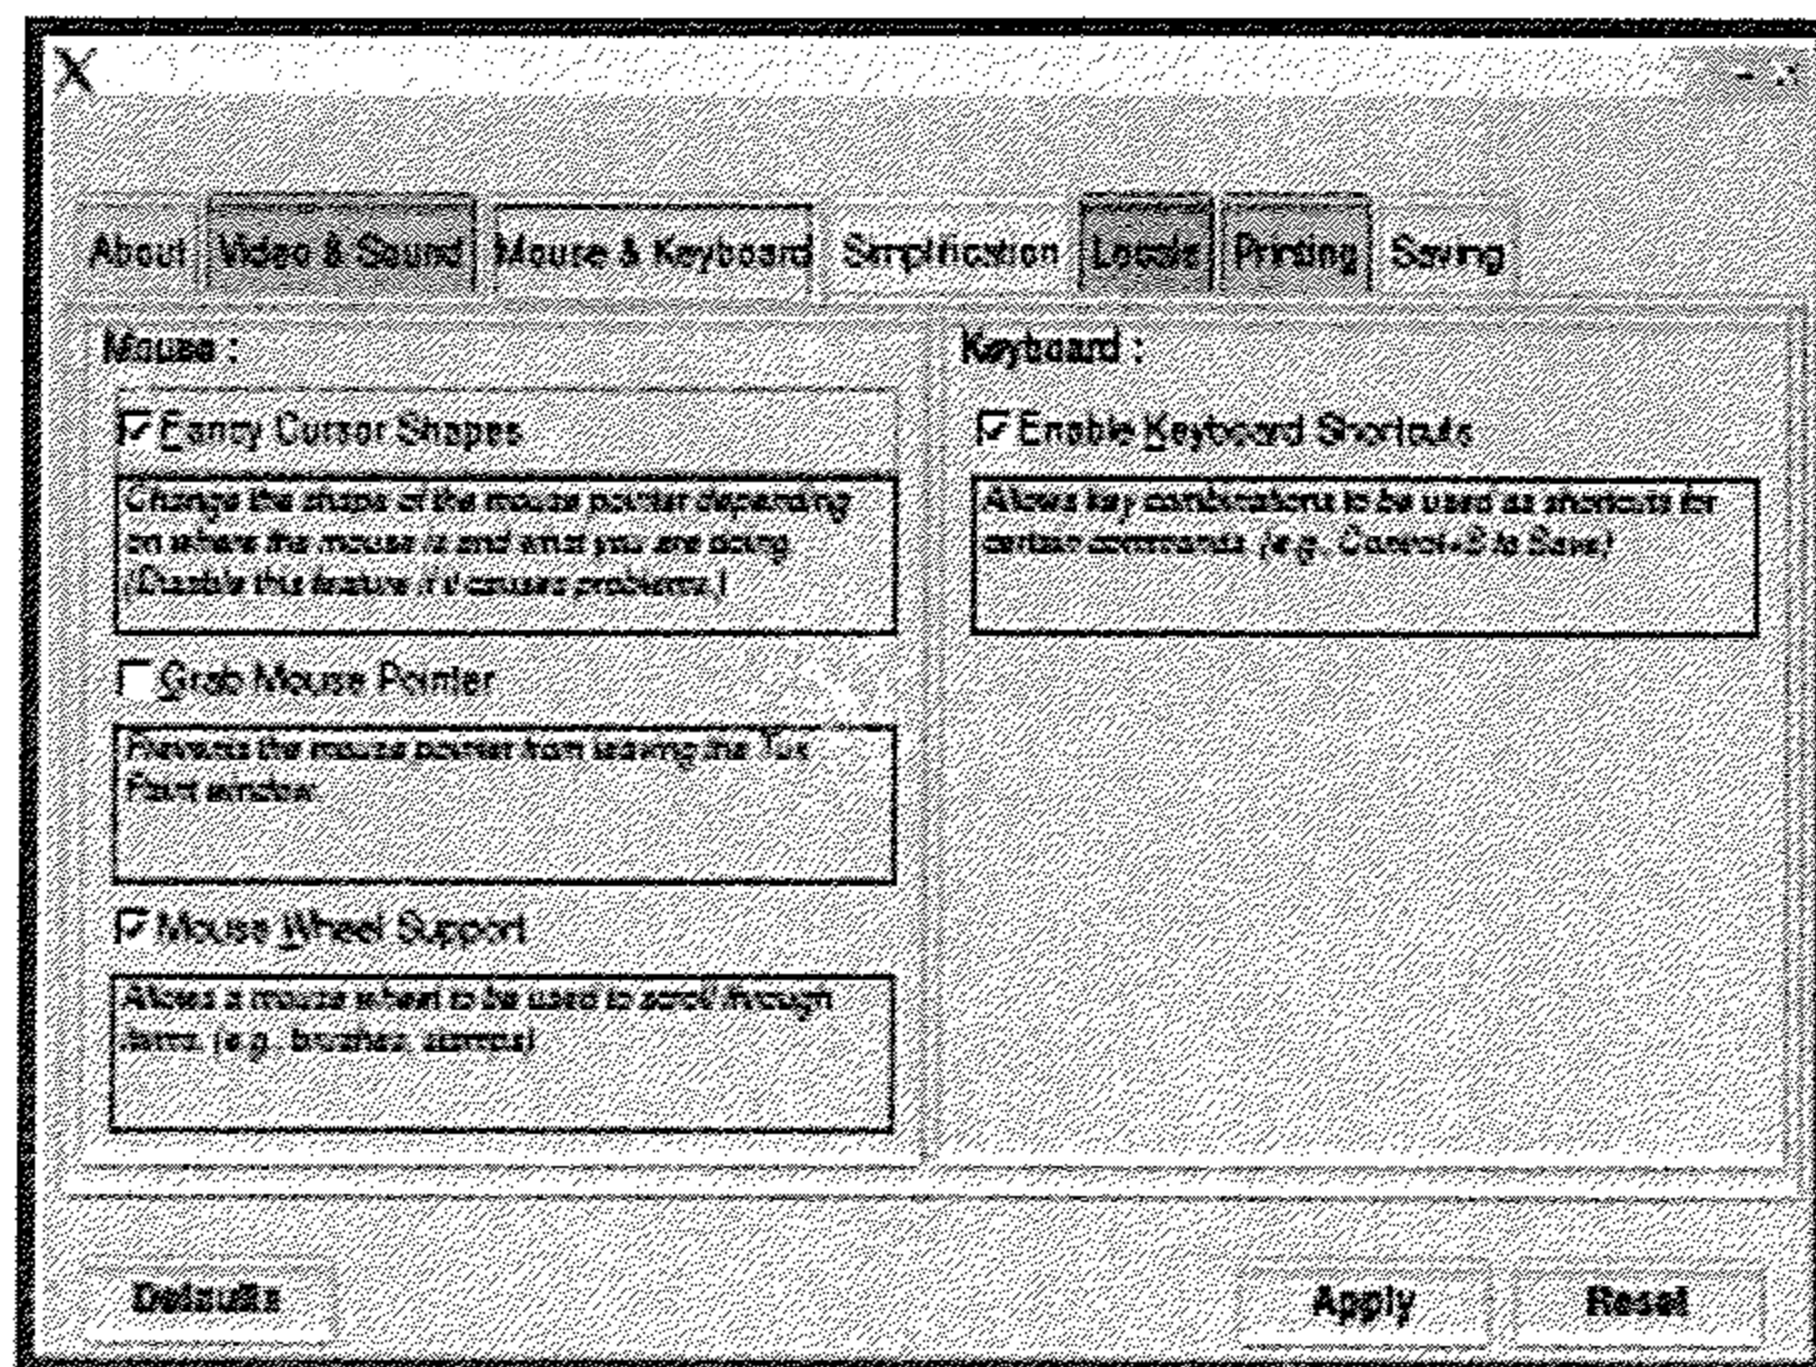 About Video & Sound Mouse & Keyboard Simplification Locale Printing Saving
Mouse :
Fancy Cursor Shapes
Change the shape of the mouse pointer depending
on where the mouse is and what you are doing
(Disable this feature if it causes problems.)
Grab Mouse Pointer
Prevents the mouse pointer from leaving the Tux
Paint window.
Mouse Wheel Support
Allows a mouse wheel to be used to scroll through
items. (e.g., brushes, stamps)
Keyboard :
Enable Keyboard Shortcuts
Allows key combinations to be used as shortcuts for
certain commands. (e.g., Control+S to Save)
Defaults Apply Reset